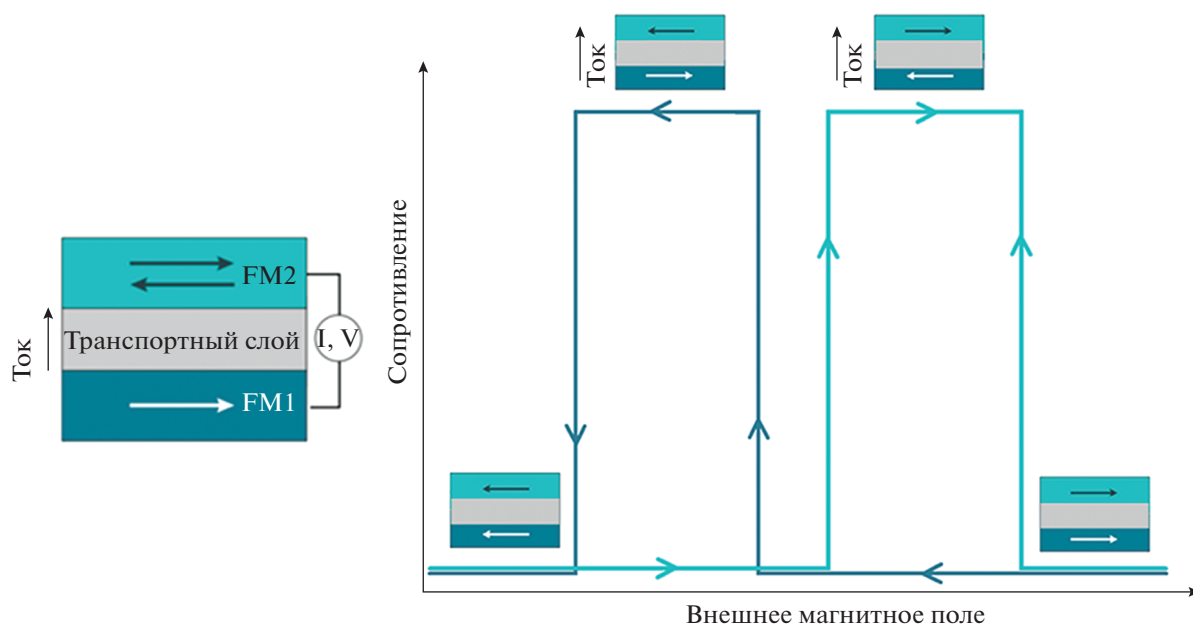 Ток
FM2
Транспортный слой
I, V
FM1
Сопротивление
Ток
Ток
Внешнее магнитное поле